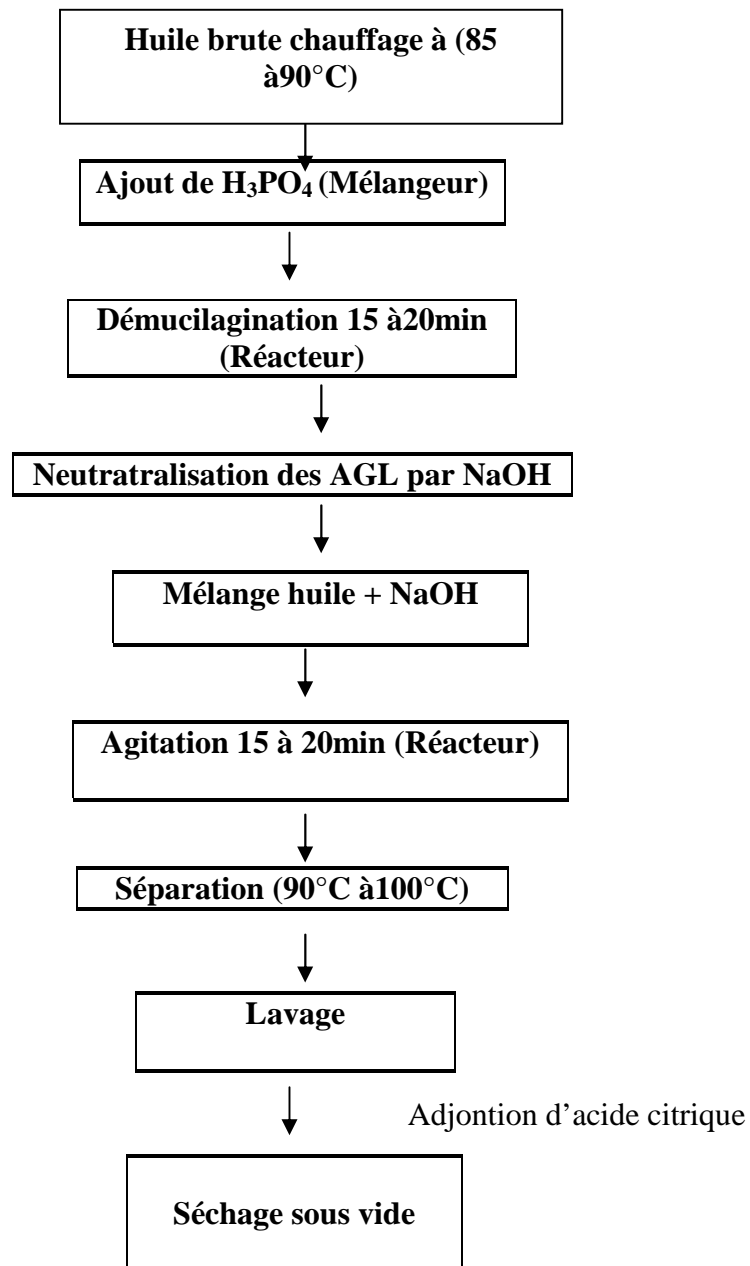 Huile brute chauffage à (85
à90°C)
Ajout de H₃PO₄ (Mélangeur)
Démucilagination 15 à20min
(Réacteur)
Neutratralisation des AGL par NaOH
Mélange huile + NaOH
Agitation 15 à 20min (Réacteur)
Séparation (90°C à100°C)
Lavage
Adjontion d’acide citrique
Séchage sous vide